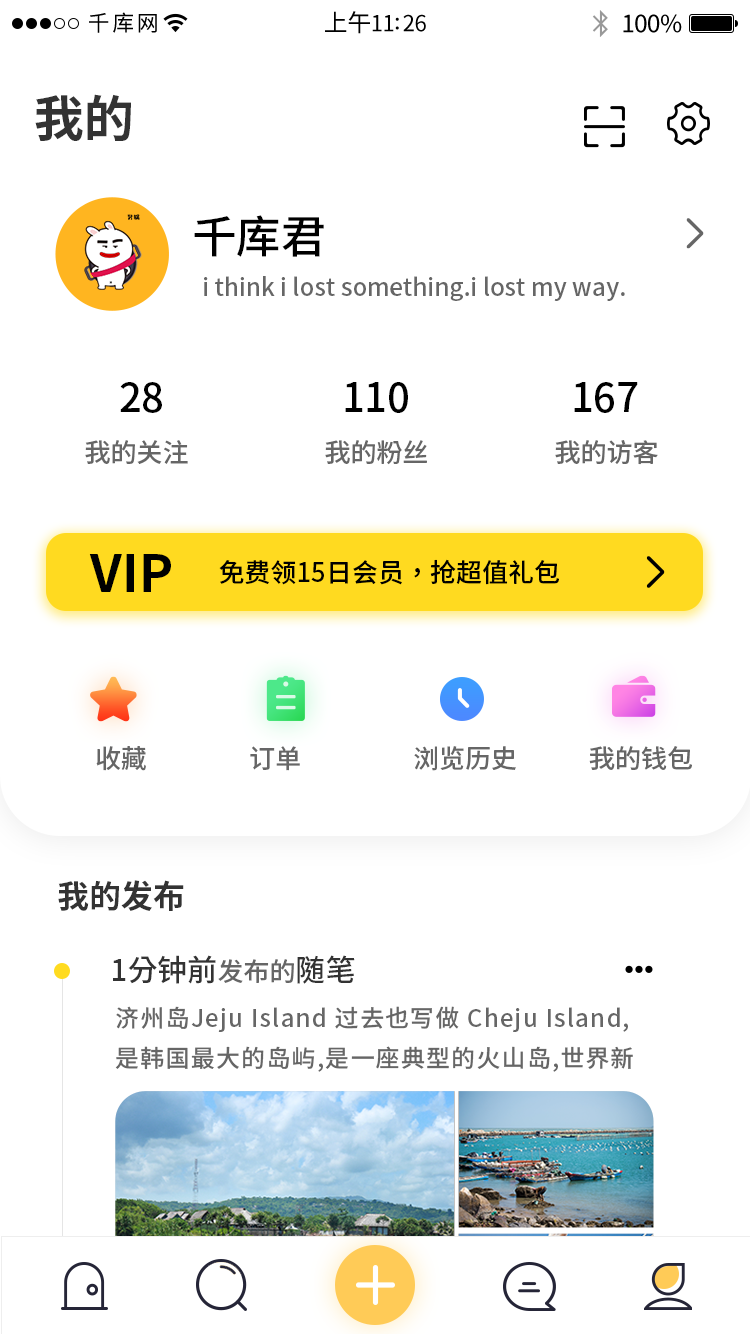 千库网 上午11:26 100%
我的
千库君
i think i lost something.i lost my way.
28 110 167
我的关注 我的粉丝 我的访客
VIP 免费领15日会员，抢超值礼包
收藏 订单 浏览历史 我的钱包
我的发布
1分钟前发布的随笔
济州岛Jeju Island 过去也写做 Cheju Island,
是韩国最大的岛屿,是一座典型的火山岛,世界新